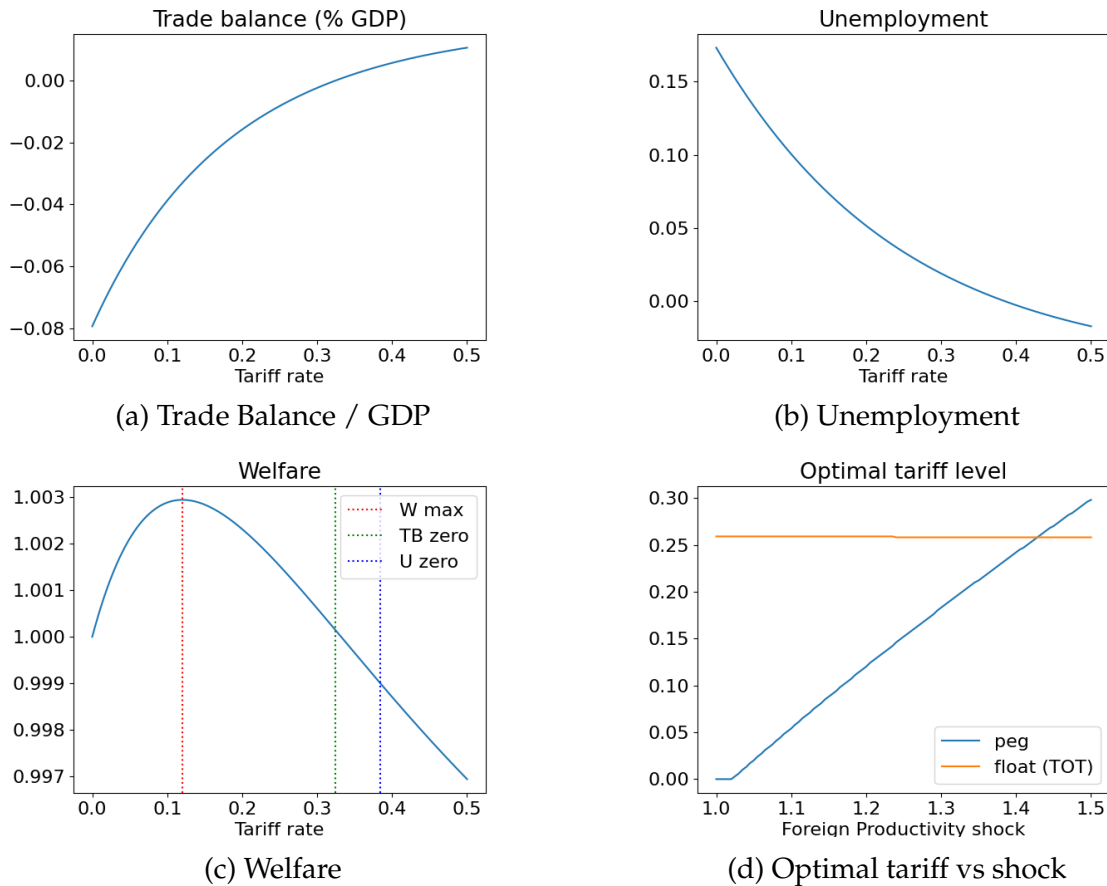 Trade balance (% GDP)
0.00
−0.02
−0.04
−0.06
−0.08
0.0 0.1 0.2 0.3 0.4 0.5
Tariff rate
(a) Trade Balance / GDP
Unemployment
0.15
0.10
0.05
0.00
0.0 0.1 0.2 0.3 0.4 0.5
Tariff rate
(b) Unemployment
Welfare
1.003
1.002
1.001
1.000
0.999
0.998
0.997
W max
TB zero
U zero
0.0 0.1 0.2 0.3 0.4 0.5
Tariff rate
(c) Welfare
Optimal tariff level
0.30
0.25
0.20
0.15
0.10
0.05
0.00
peg
float (TOT)
1.0 1.1 1.2 1.3 1.4 1.5
Foreign Productivity shock
(d) Optimal tariff vs shock